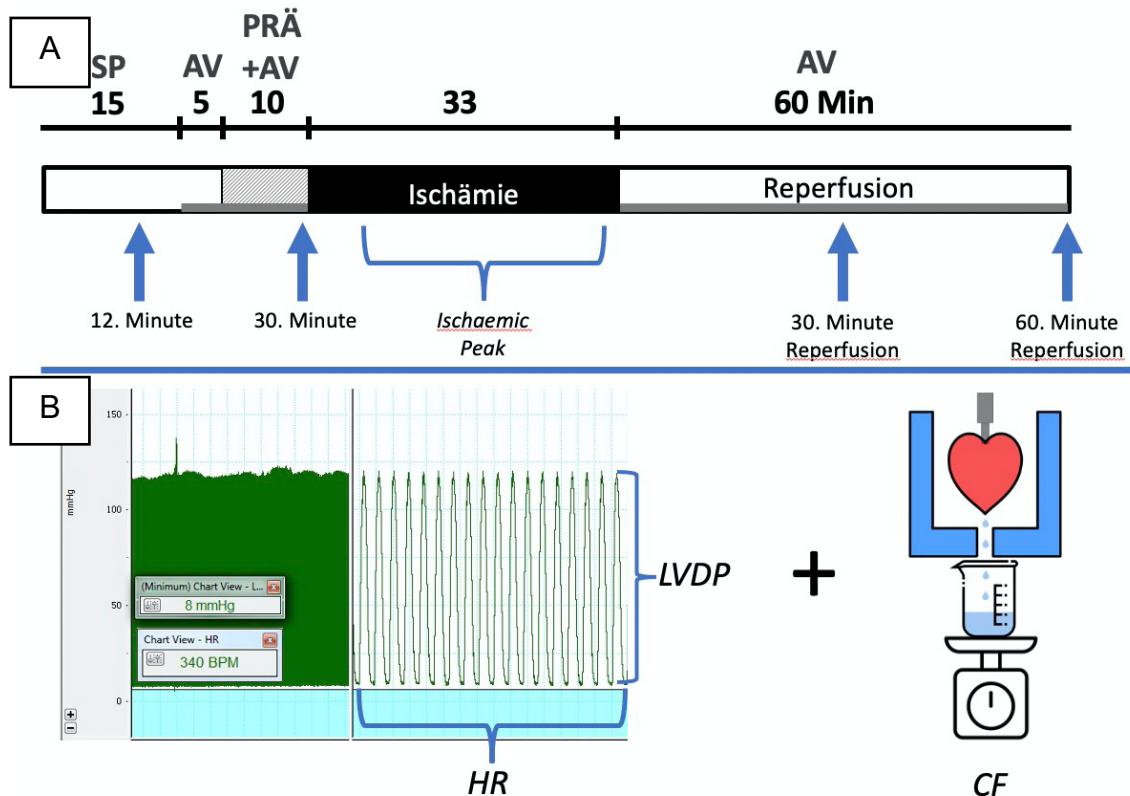 A
SP
15
AV
5
PRÄ
+AV
10
33
AV
60 Min
Ischämie
Reperfusion
12. Minute
30. Minute
Ischaemic
Peak
30. Minute
Reperfusion
60. Minute
Reperfusion
B
150
mmHg
100
50
0
(Minimum) Chart View - L...
8 mmHg
Chart View - HR
340 BPM
+
−
LVDP
+
HR
CF